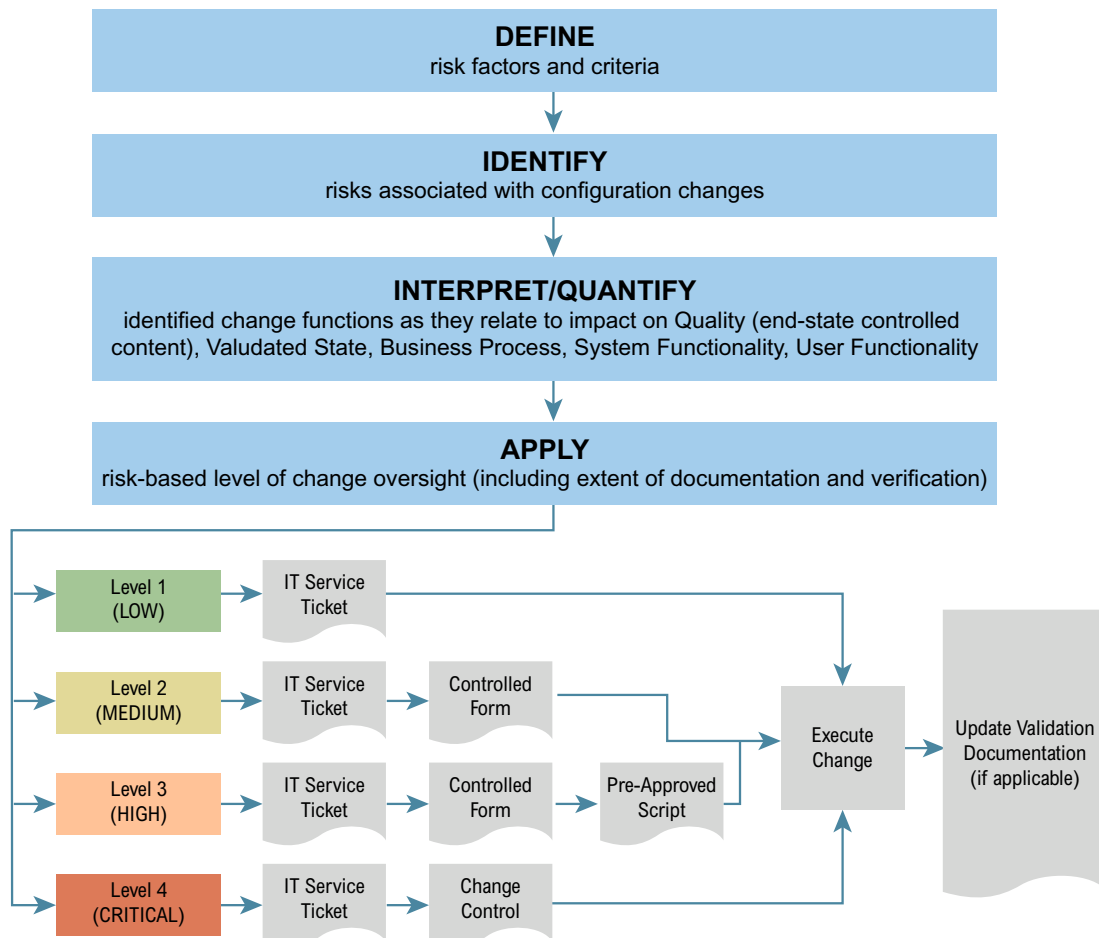 DEFINE
risk factors and criteria
IDENTIFY
risks associated with configuration changes
INTERPRET/QUANTIFY
identified change functions as they relate to impact on Quality (end-state controlled
content), Valudated State, Business Process, System Functionality, User Functionality
APPLY
risk-based level of change oversight (including extent of documentation and verification)
Level 1
(LOW)
IT Service
Ticket
Level 2
(MEDIUM)
IT Service
Ticket
Controlled
Form
Level 3
(HIGH)
IT Service
Ticket
Controlled
Form
Pre-Approved
Script
Level 4
(CRITICAL)
IT Service
Ticket
Change
Control
Execute
Change
Update Validation
Documentation
(if applicable)